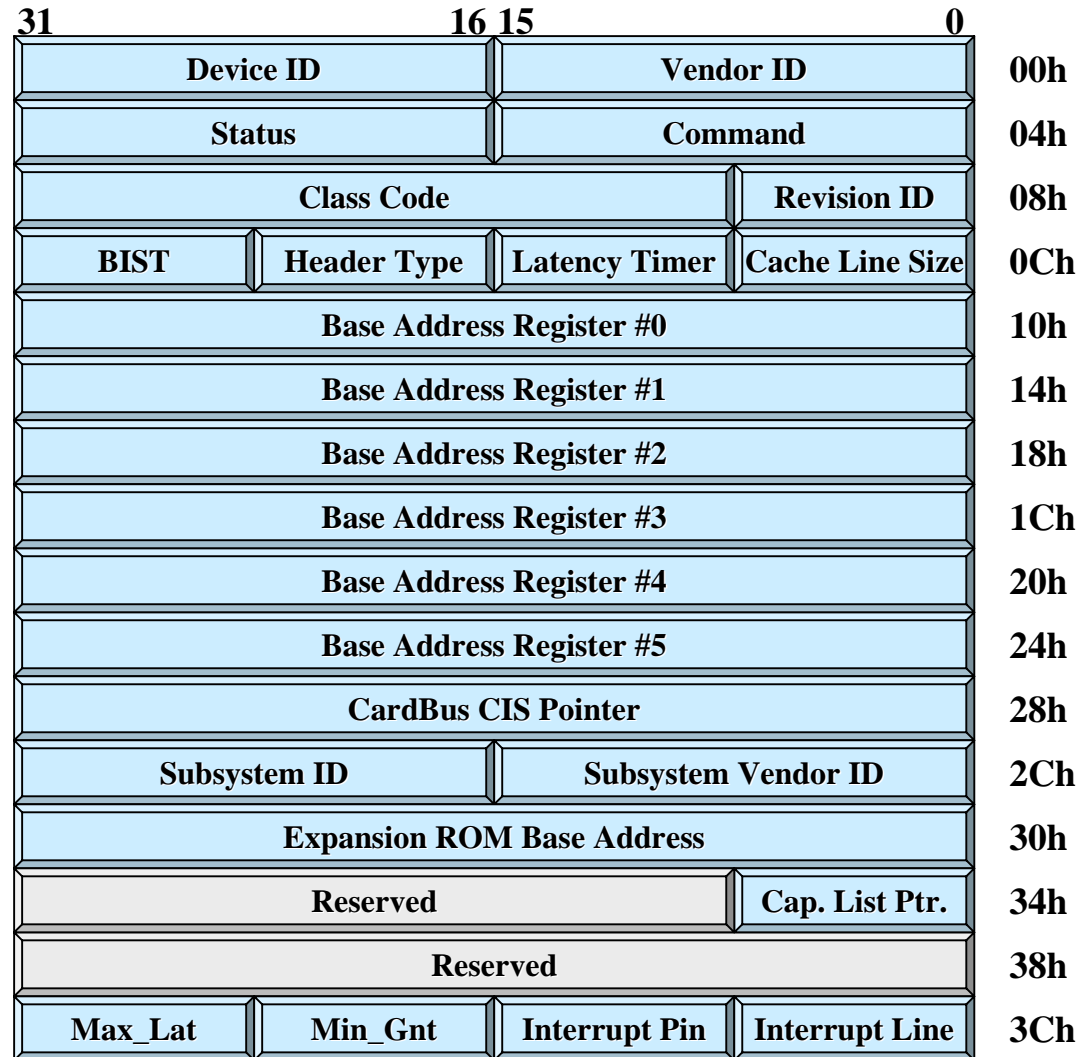 31 16 15 0
Device ID Vendor ID 00h
Status Command 04h
Class Code Revision ID 08h
BIST Header Type Latency Timer Cache Line Size 0Ch
Base Address Register #0 10h
Base Address Register #1 14h
Base Address Register #2 18h
Base Address Register #3 1Ch
Base Address Register #4 20h
Base Address Register #5 24h
CardBus CIS Pointer 28h
Subsystem ID Subsystem Vendor ID 2Ch
Expansion ROM Base Address 30h
Reserved Cap. List Ptr. 34h
Reserved 38h
Max_Lat Min_Gnt Interrupt Pin Interrupt Line 3Ch